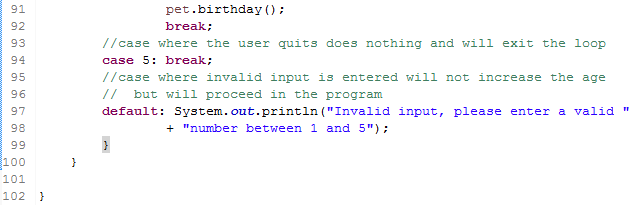 91 pet.birthday();
92 break;
93 //case where the user quits does nothing and will exit the loop
94 case 5: break;
95 //case where invalid input is entered will not increase the age
96 //  but will proceed in the program
97 default: System.out.println("Invalid input, please enter a valid "
98 + "number between 1 and 5");
99 }
100 }
101
102 }